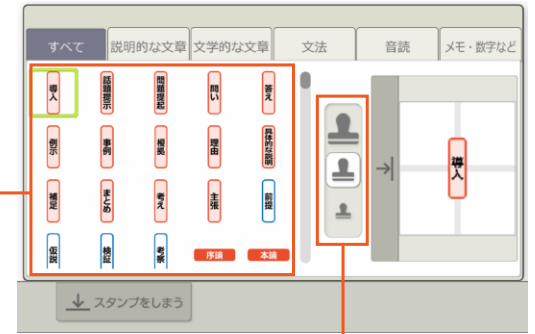 すべて
説明的な文章
文学的な文章
文法
音読
メモ・数字など
導入
話題提示
問題提起
問い
答え
例示
事例
根拠
理由
具体的な説明
補足
まとめ
考え
主張
前提
仮説
検証
考察
序論
本論
導入
スタンプをしまう